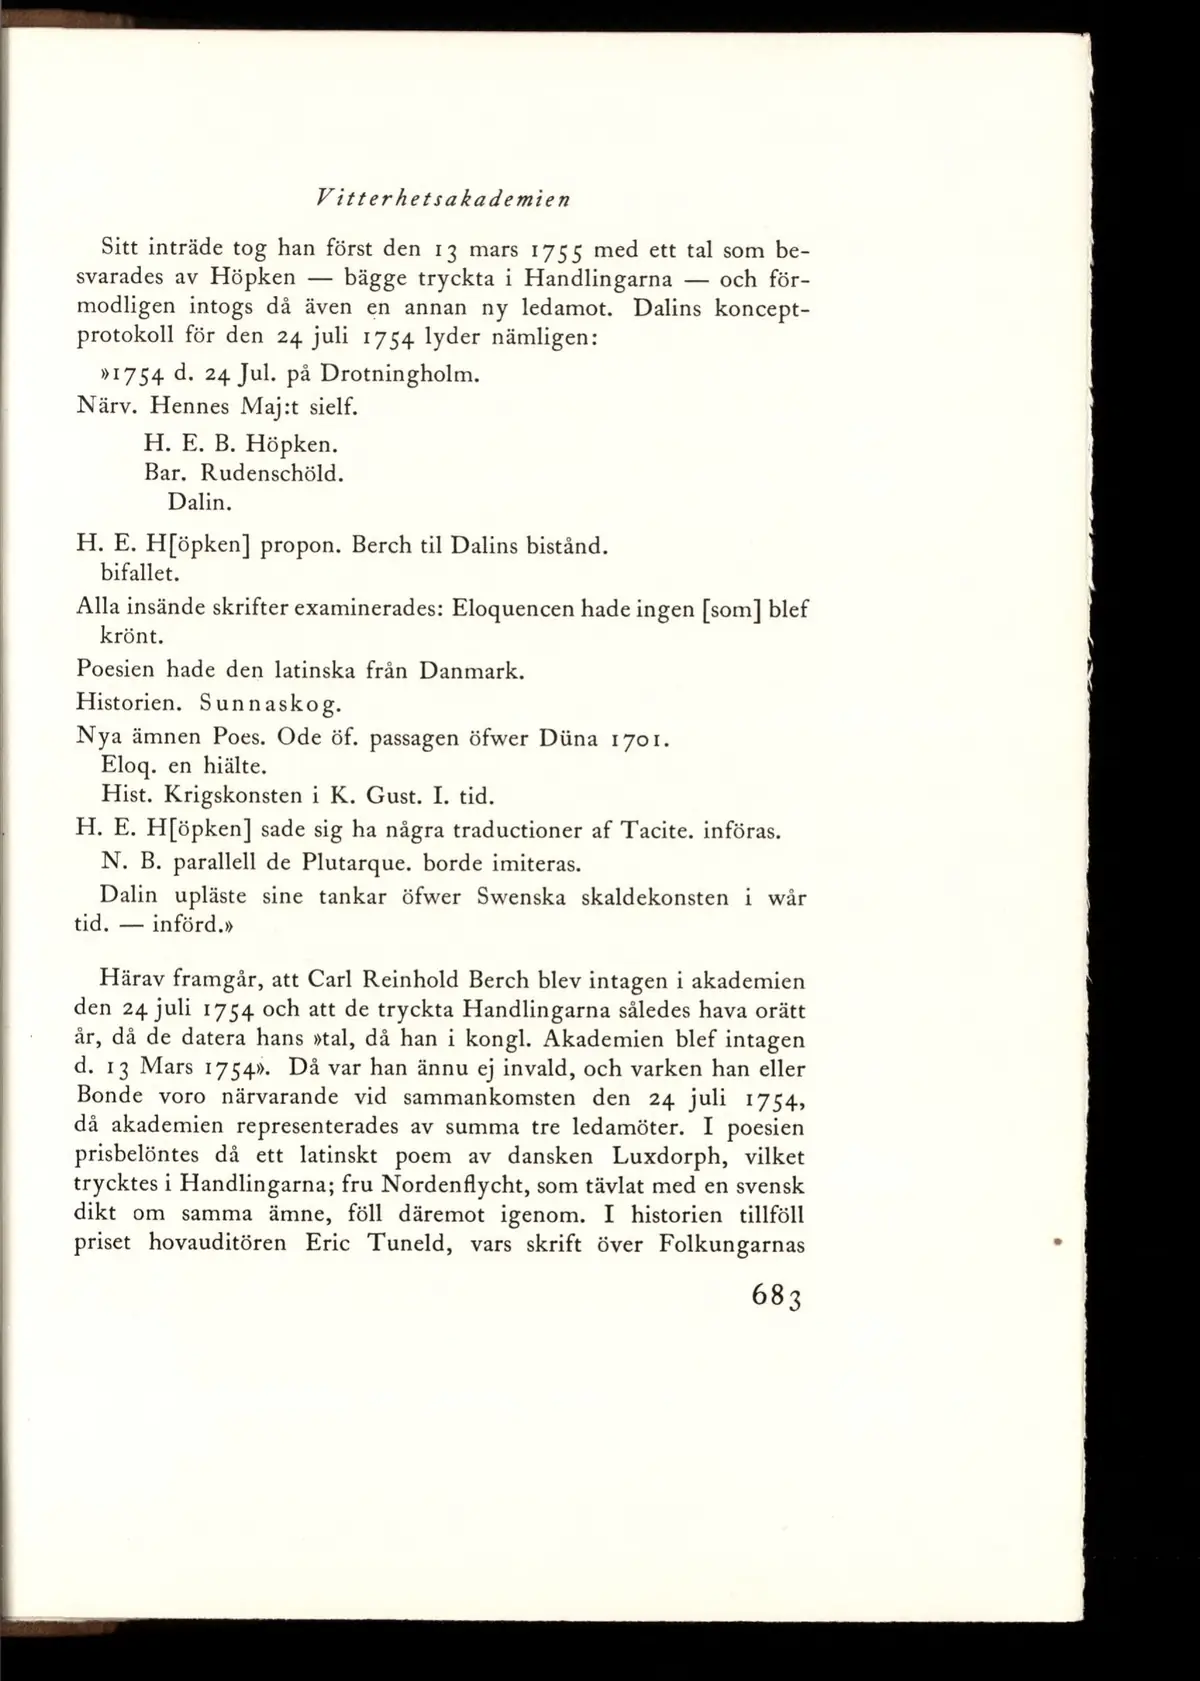 Vitterhetsakademien
Sitt inträde tog han först den 13 mars 1755 med ett tal som be-
svarades av Höpken — bägge tryckta i Handlingarna — och för-
modligen intogs då även en annan ny ledamot. Dalins koncept-
protokoll för den 24 juli 1754 lyder nämligen:
»1754 d. 24 Jul. på Drotningholm.
Närv. Hennes Maj:t sielf.
H. E. B. Höpken.
Bar. Rudenschöld.
Dalin.
H. E. H[öpken] propon. Berch til Dalins bistånd.
bifallet.
Alla insände skrifter examinerades: Eloquencen hade ingen [som] blef
krönt.
Poesien hade den latinska från Danmark.
Historien. Sunnaskog.
Nya ämnen Poes. Ode öf. passagen öfwer Düna 1701.
Eloq. en hiälte.
Hist. Krigskonsten i K. Gust. I. tid.
H. E. H[öpken] sade sig ha några traductioner af Tacite. införas.
N. B. parallell de Plutarque. borde imiteras.
Dalin upläste sine tankar öfwer Swenska skaldekonsten i wår
tid. — införd.»
Härav framgår, att Carl Reinhold Berch blev intagen i akademien
den 24 juli 1754 och att de tryckta Handlingarna således hava orätt
år, då de datera hans »tal, då han i kongl. Akademien blef intagen
d. 13 Mars 1754». Då var han ännu ej invald, och varken han eller
Bonde voro närvarande vid sammankomsten den 24 juli 1754,
då akademien representerades av summa tre ledamöter. I poesien
prisbelöntes då ett latinskt poem av dansken Luxdorph, vilket
trycktes i Handlingarna; fru Nordenflycht, som tävlat med en svensk
dikt om samma ämne, föll däremot igenom. I historien tillföll
priset hovauditören Eric Tuneld, vars skrift över Folkungarnas
683